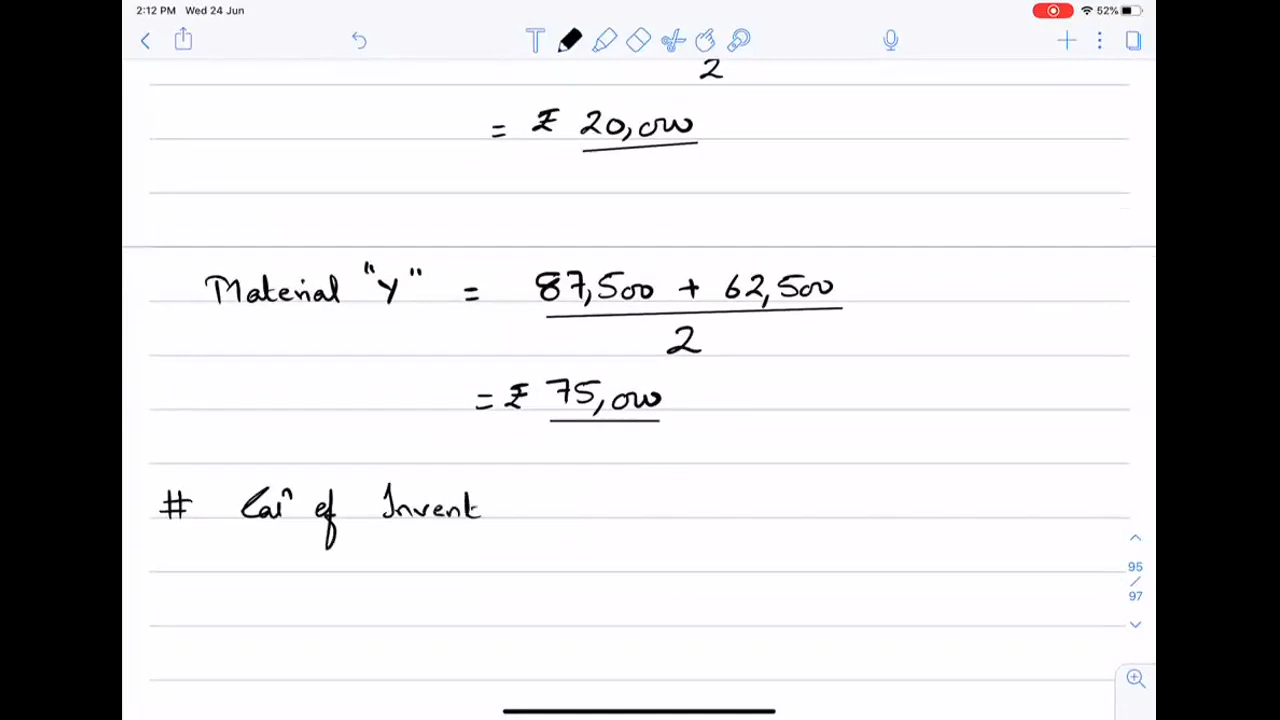 2:12 PM Wed 24 Jun
52%
T
2
= ₹ 20,000
Material "Y" = 87,500 + 62,500
2
= ₹ 75,000
# Calⁿ of Invent
95
/
97